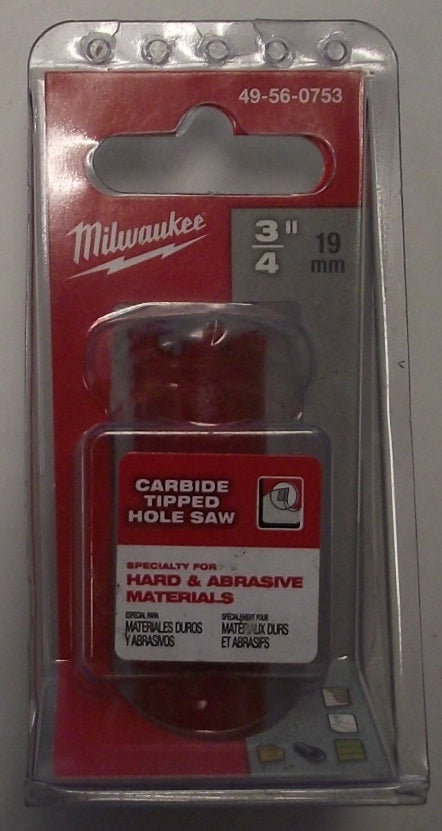 49-56-0753
Milwaukee
3/4" 19 mm
CARBIDE
TIPPED
HOLE SAW
SPECIALTY FOR
HARD & ABRASIVE
MATERIALS
ESPECIAL PARA
MATERIALES DUROS
Y ABRASIVOS
SPÉCIALEMENT POUR
MATÉRIAUX DURS
ET ABRASIFS